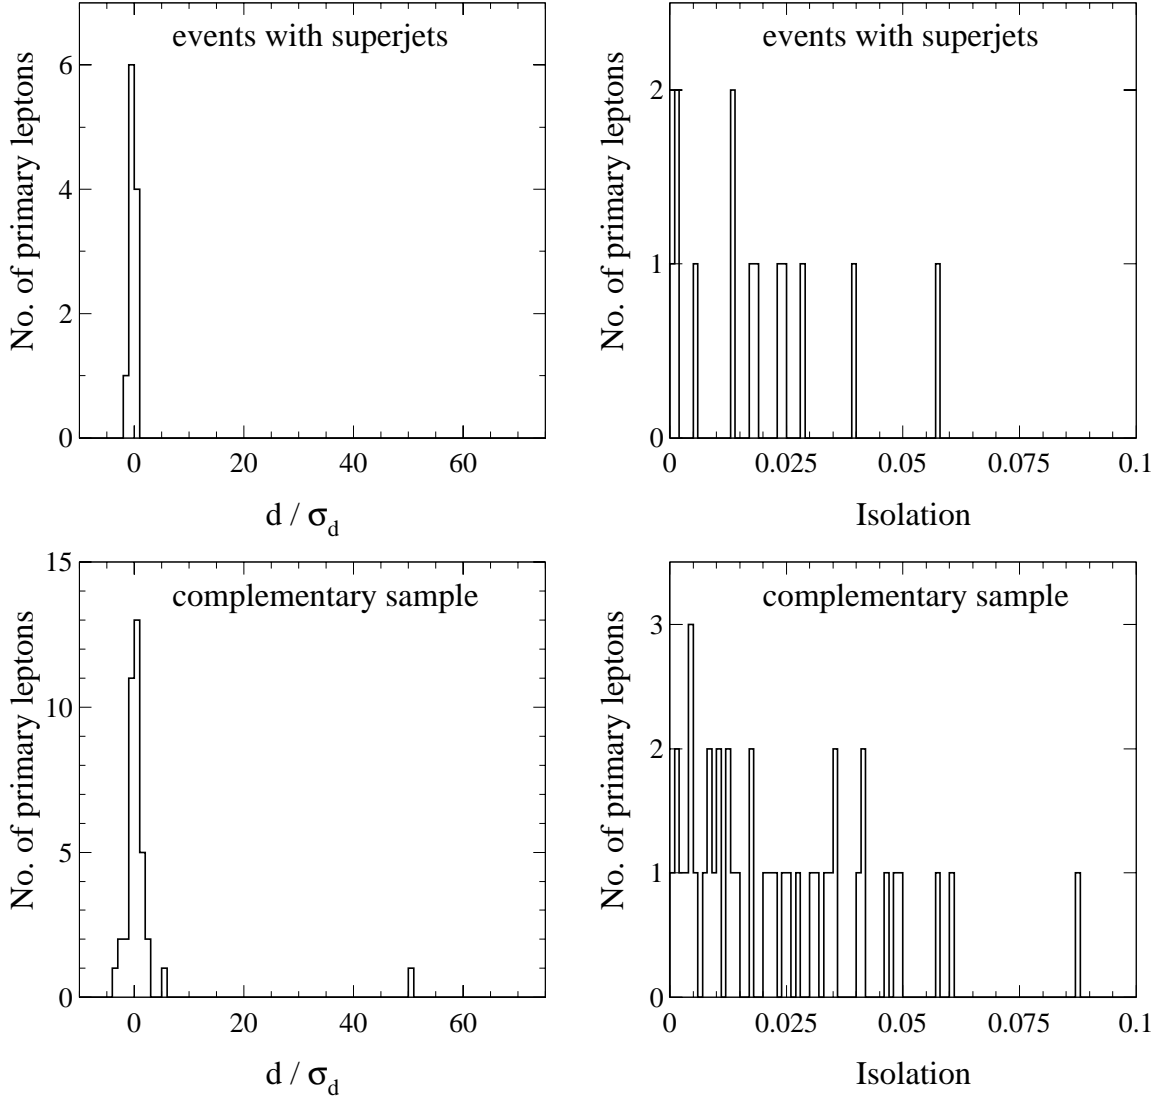 events with superjets
No. of primary leptons
0
2
4
6
0 20 40 60
d / σd
events with superjets
No. of primary leptons
0
1
2
0 0.025 0.05 0.075 0.1
Isolation
complementary sample
No. of primary leptons
0
5
10
15
0 20 40 60
d / σd
complementary sample
No. of primary leptons
0
1
2
3
0 0.025 0.05 0.075 0.1
Isolation